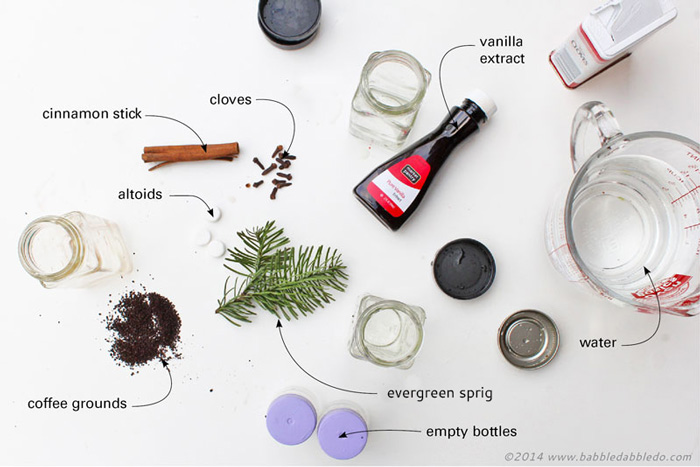 vanilla
extract
cloves
cinnamon stick
altoids
water
evergreen sprig
coffee grounds
empty bottles
©2014 www.babbledabbledo.com